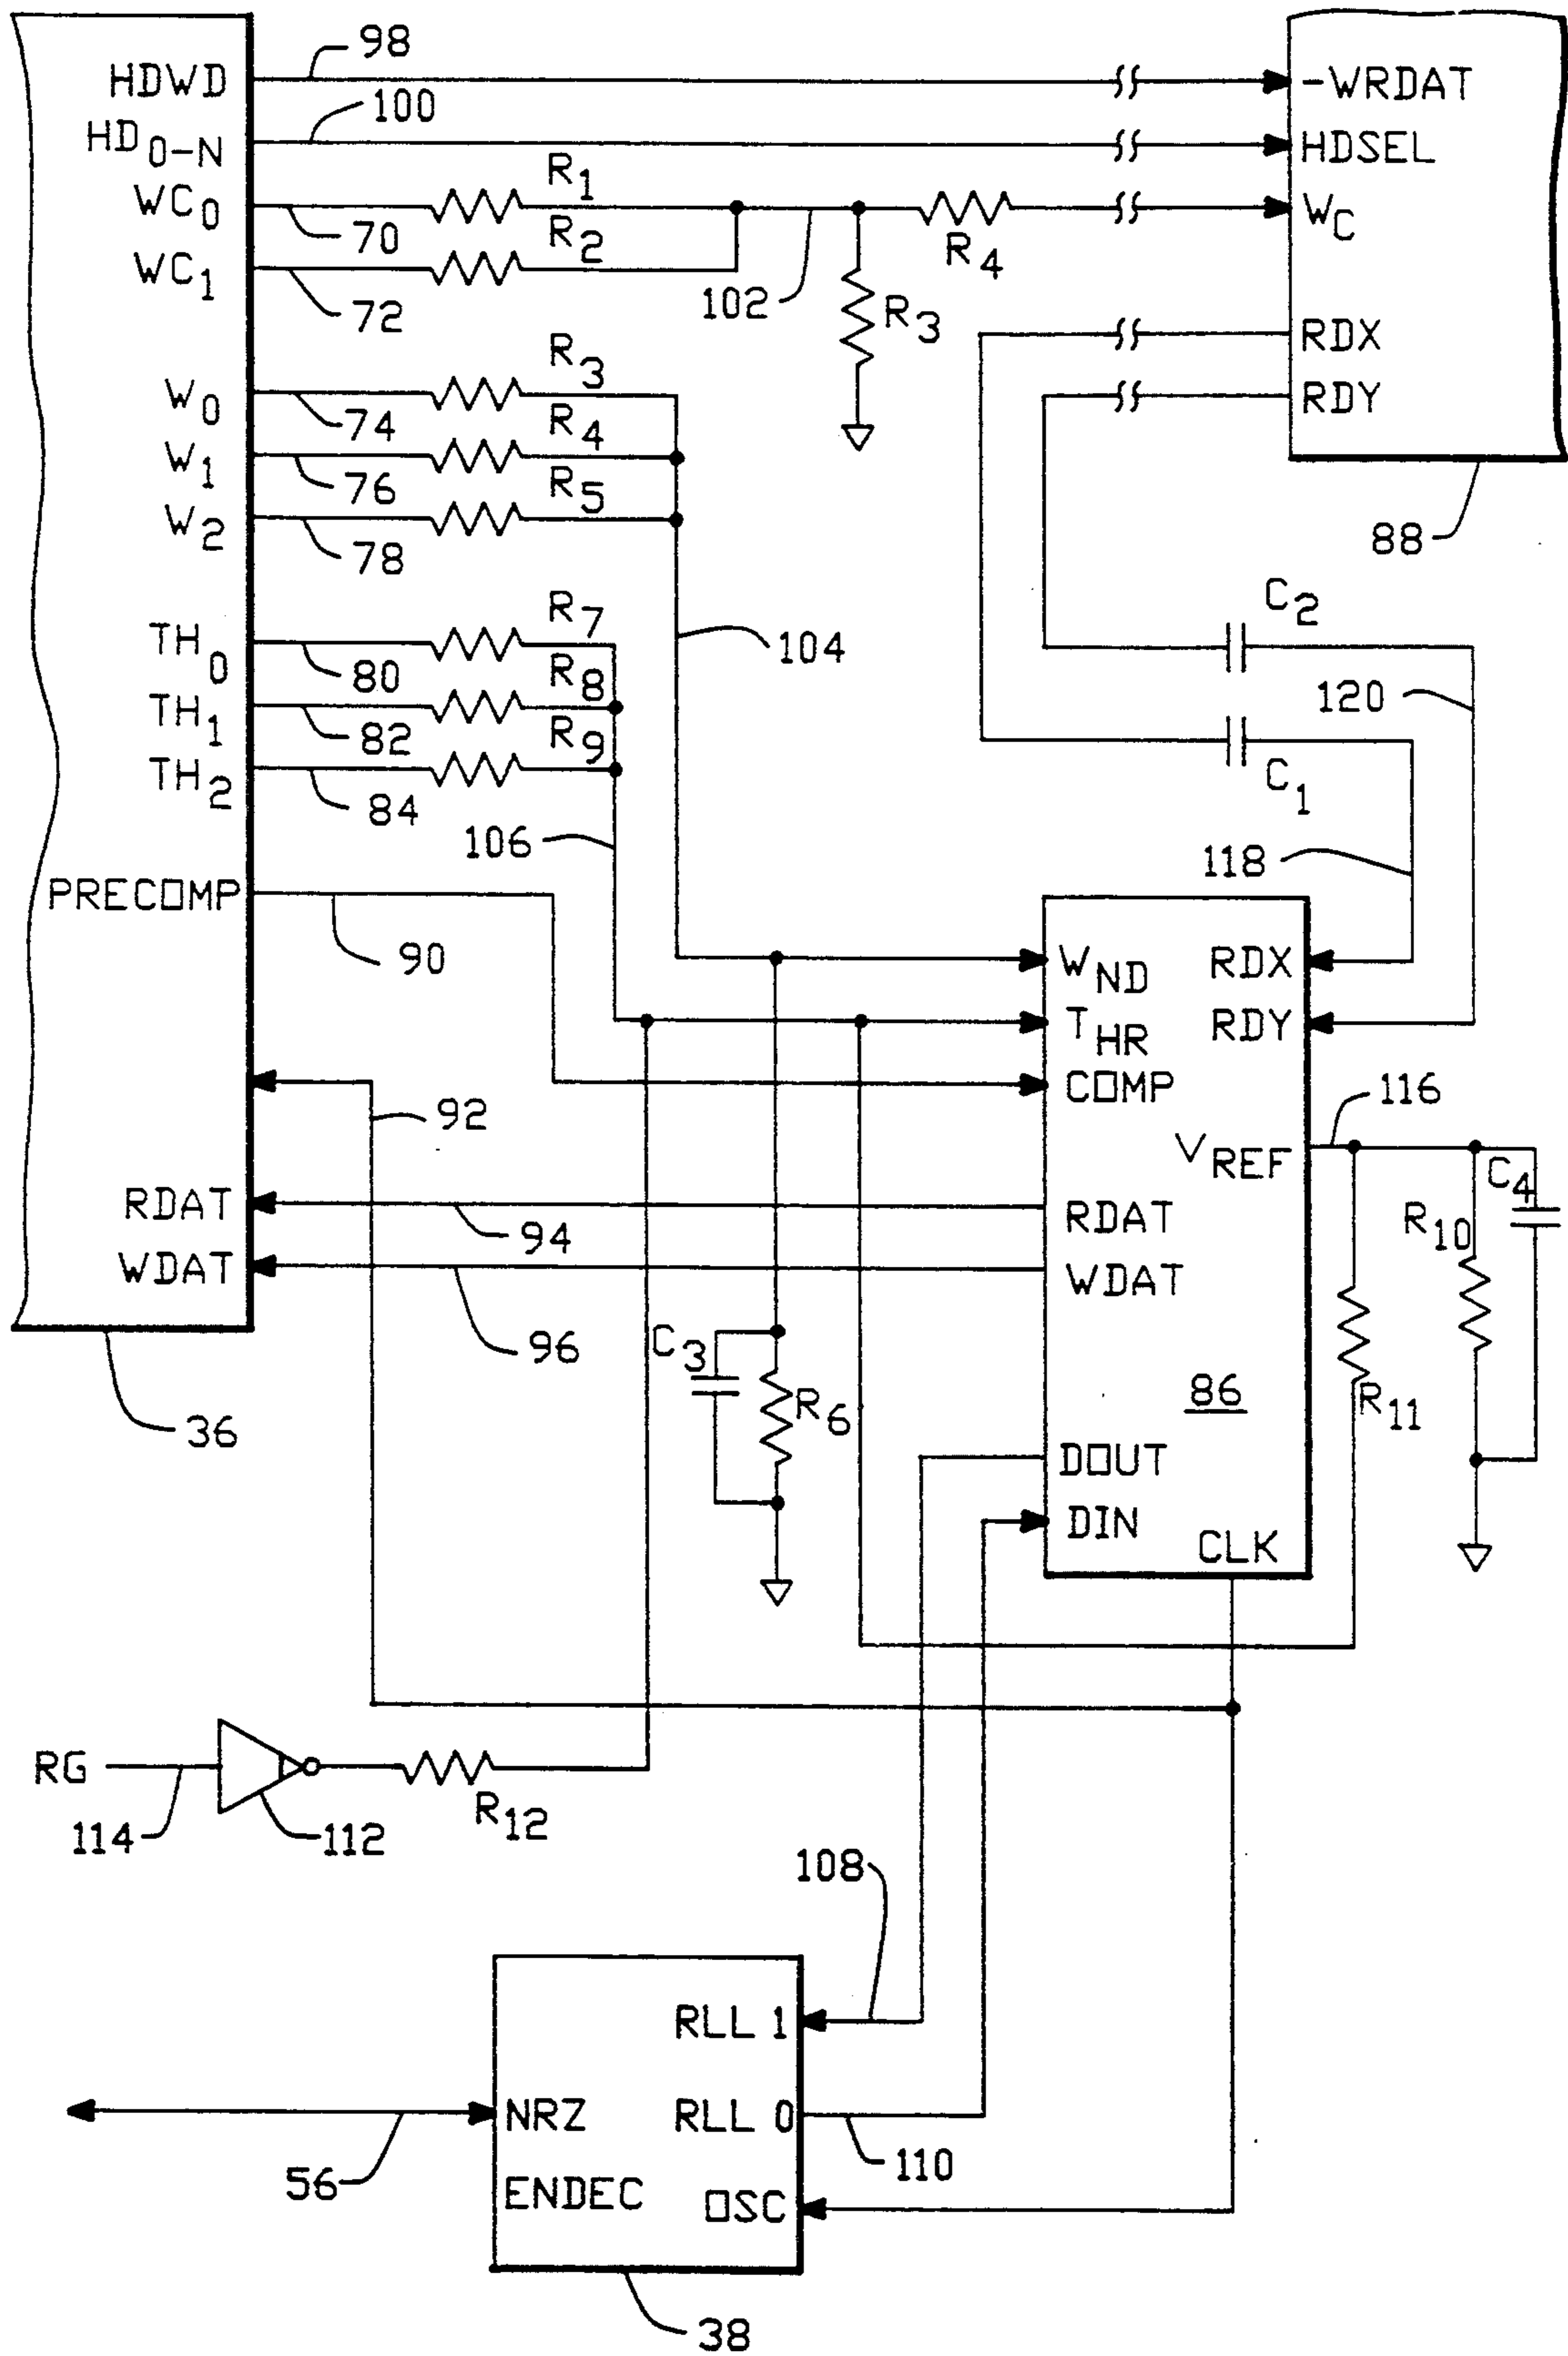 98
HDWD
-WRDAT
100
HD0-N
HDSEL
R1
WC0
WC
70
R2
R4
WC1
102
72
R3
RDX
R3
W0
RDY
74
R4
W1
76
R5
W2
78
88
C2
R7
TH0
104
80
R8
120
TH1
82
R9
C1
TH2
84
106
118
PRECOMP
90
WND
RDX
THR
RDY
COMP
92
116
VREF
C4
RDAT
RDAT
R10
94
WDAT
WDAT
96
C3
86
R6
R11
36
DOUT
DIN
CLK
RG
R12
114
112
108
RLL 1
NRZ
RLL 0
110
56
ENDEC
OSC
38